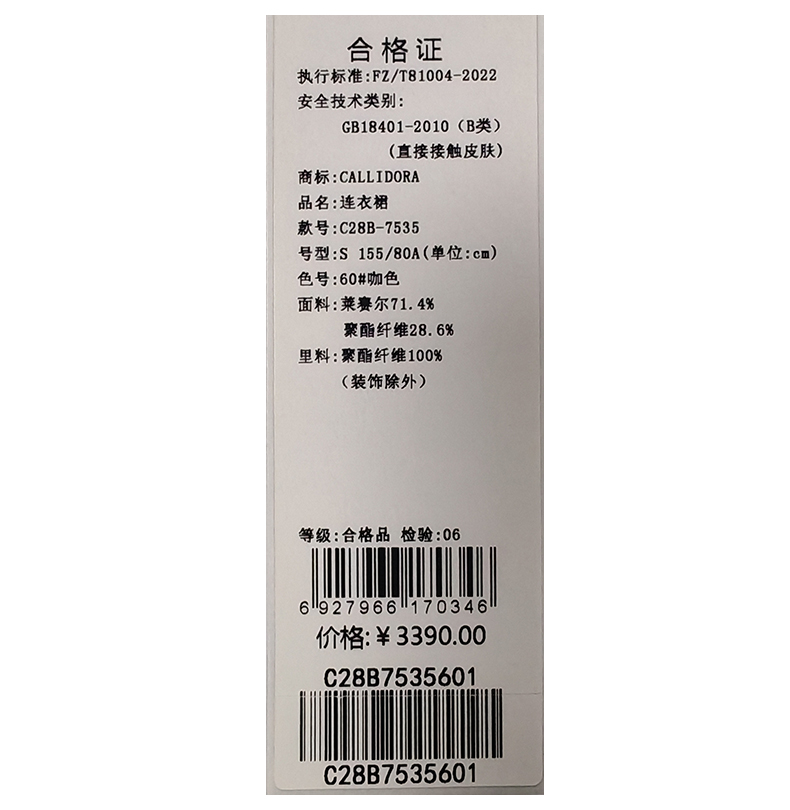 合格证
执行标准:FZ/T81004-2022
安全技术类别:
GB18401-2010（B类）
(直接接触皮肤)
商标:CALLIDORA
品名:连衣裙
款号:C28B-7535
号型:S 155/80A(单位:cm)
色号:60#咖色
面料:莱赛尔71.4%
聚酯纤维28.6%
里料:聚酯纤维100%
（装饰除外）
等级:合格品 检验:06
6 927966 170346
价格:￥3390.00
C28B7535601
C28B7535601